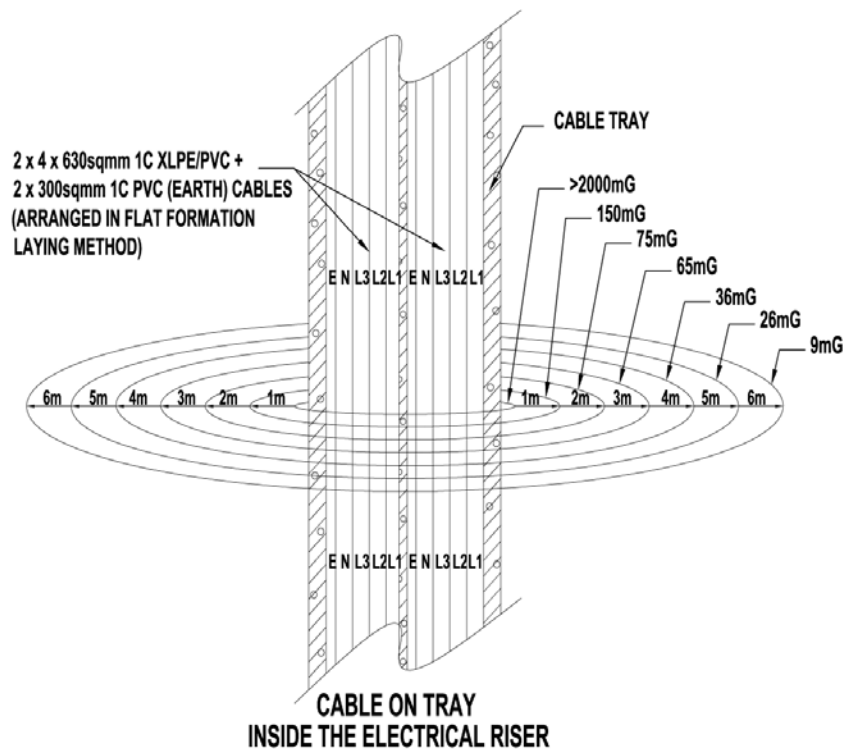 2 x 4 x 630sqmm 1C XLPE/PVC +
2 x 300sqmm 1C PVC (EARTH) CABLES
(ARRANGED IN FLAT FORMATION
LAYING METHOD)
CABLE TRAY
>2000mG
150mG
75mG
65mG
36mG
26mG
9mG
E N L3 L2 L1 E N L3 L2 L1
6m 5m 4m 3m 2m 1m 1m 2m 3m 4m 5m 6m
E N L3 L2 L1 E N L3 L2 L1
CABLE ON TRAY
INSIDE THE ELECTRICAL RISER